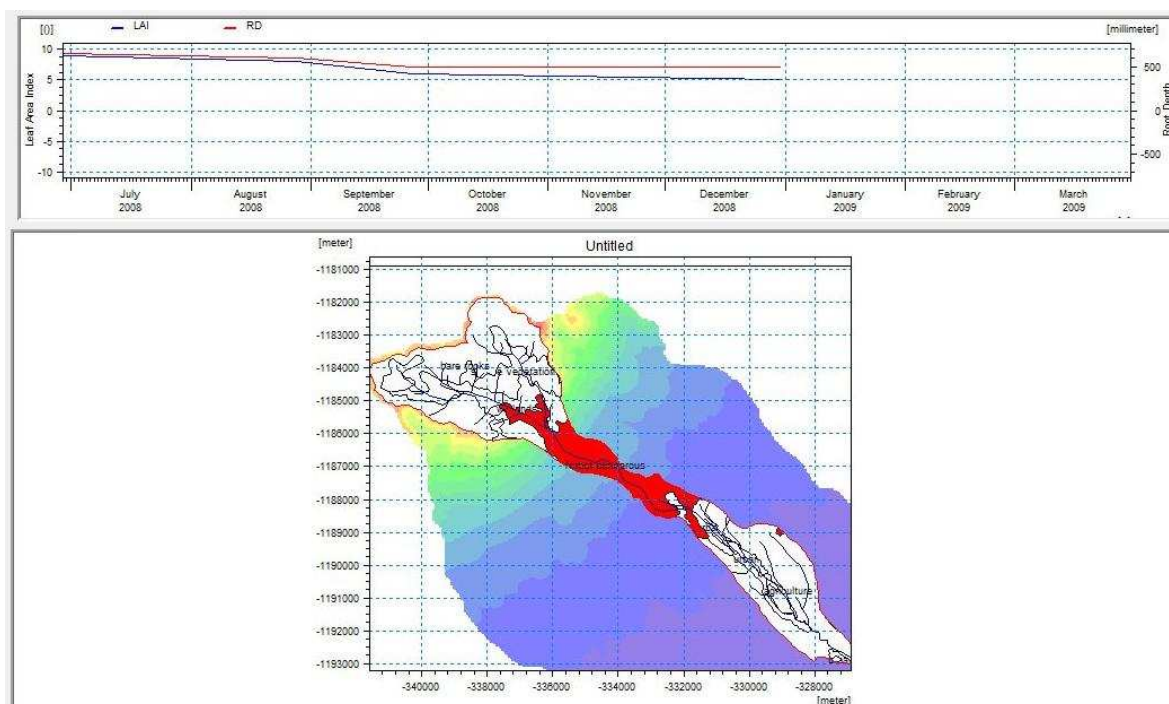 [()] LAI RD [millimeter]
10
5
0
-5
-10
Leaf Area Index
500
0
-500
Root Depth
July August September October November December January February March
2008 2008 2008 2008 2008 2008 2009 2009 2009
[meter] Untitled
-1181000
-1182000
-1183000
-1184000
-1185000
-1186000
-1187000
-1188000
-1189000
-1190000
-1191000
-1192000
-1193000
bare rocks
vegetation
urban
agriculture
-340000 -338000 -336000 -334000 -332000 -330000 -328000
[meter]